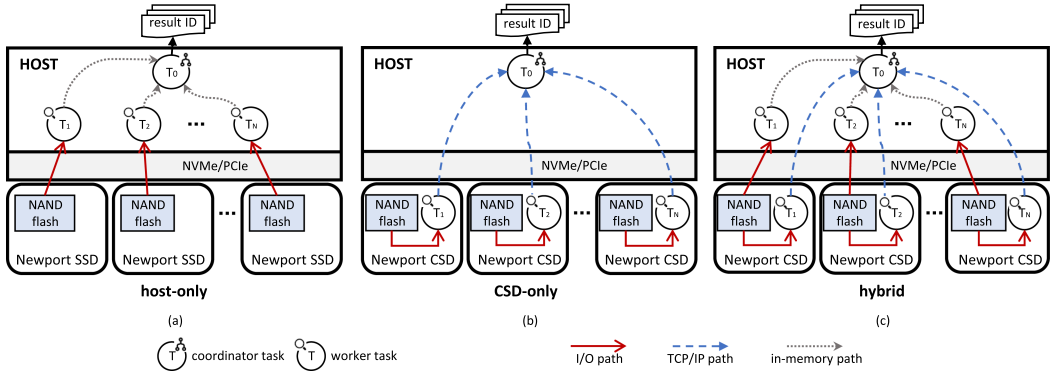 result ID
HOST
T0
T1
T2
...
TN
NVMe/PCIe
NAND
flash
NAND
flash
...
NAND
flash
Newport SSD
Newport SSD
Newport SSD
host-only
(a)
result ID
HOST
T0
NVMe/PCIe
NAND
flash
T1
NAND
flash
T2
...
NAND
flash
TN
Newport CSD
Newport CSD
Newport CSD
CSD-only
(b)
result ID
HOST
T0
T1
T2
...
TN
NVMe/PCIe
NAND
flash
T1
NAND
flash
T2
...
NAND
flash
TN
Newport CSD
Newport CSD
Newport CSD
hybrid
(c)
T coordinator task
T worker task
I/O path
TCP/IP path
in-memory path